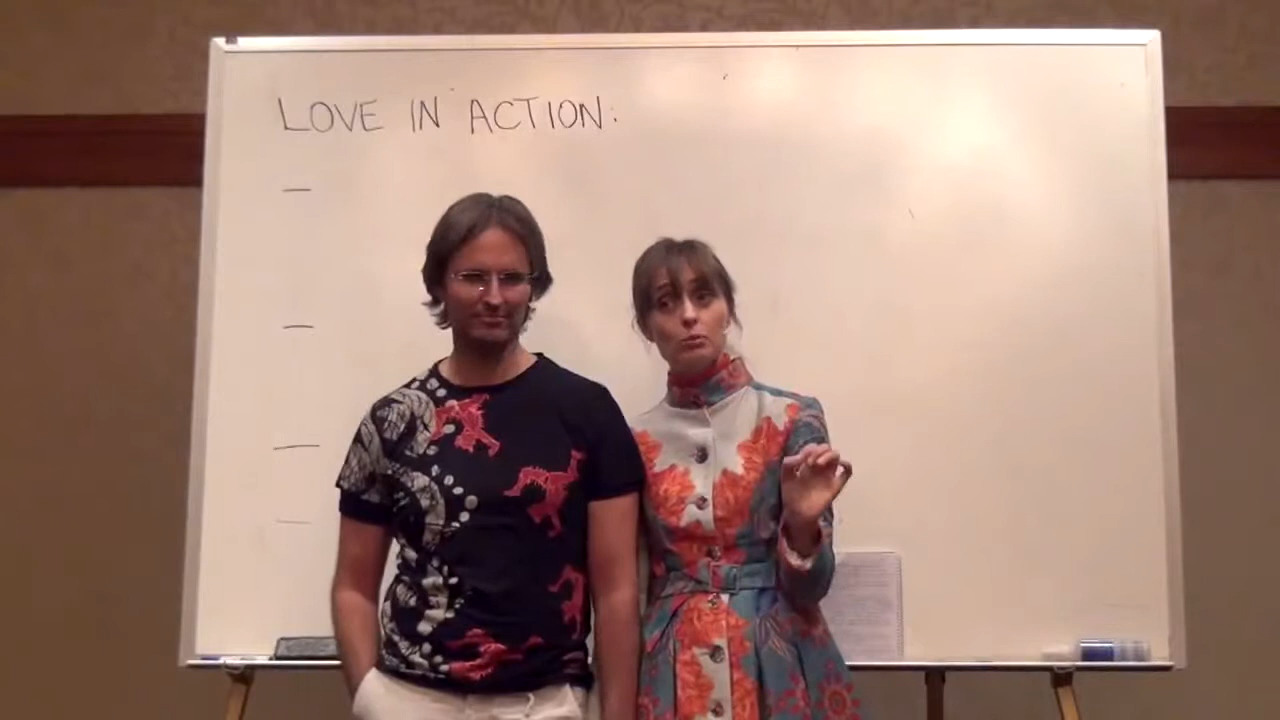 LOVE IN ACTION:
—
—
—
—